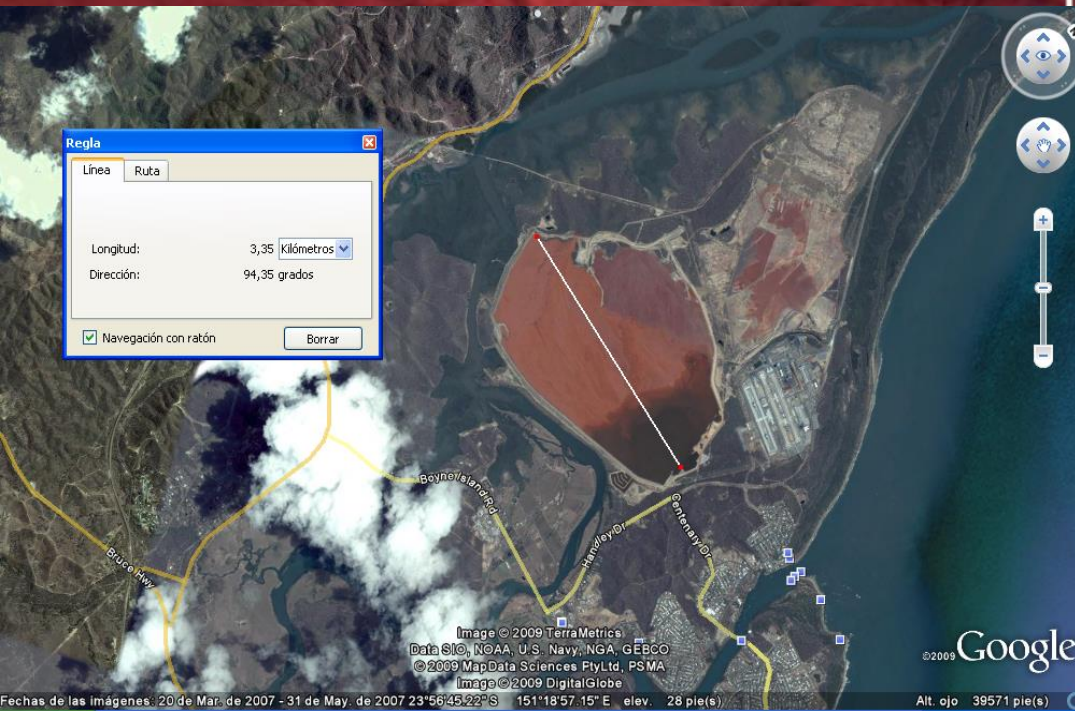 Regla
Línea
Ruta
Longitud: 3,35 Kilómetros
Dirección: 94,35 grados
Navegación con ratón
Borrar
Boyne Island Rd
Handley Dr
Centenary Dr
Bruce Hwy
Image © 2009 TerraMetrics
Data SIO, NOAA, U.S. Navy, NGA, GEBCO
© 2009 MapData Sciences PtyLtd, PSMA
Image © 2009 DigitalGlobe
©2009 Google
Fechas de las imágenes: 20 de Mar. de 2007 - 31 de May. de 2007 23°56'45.22" S 151°18'57.15" E elev. 28 pie(s) Alt. ojo 39571 pie(s)